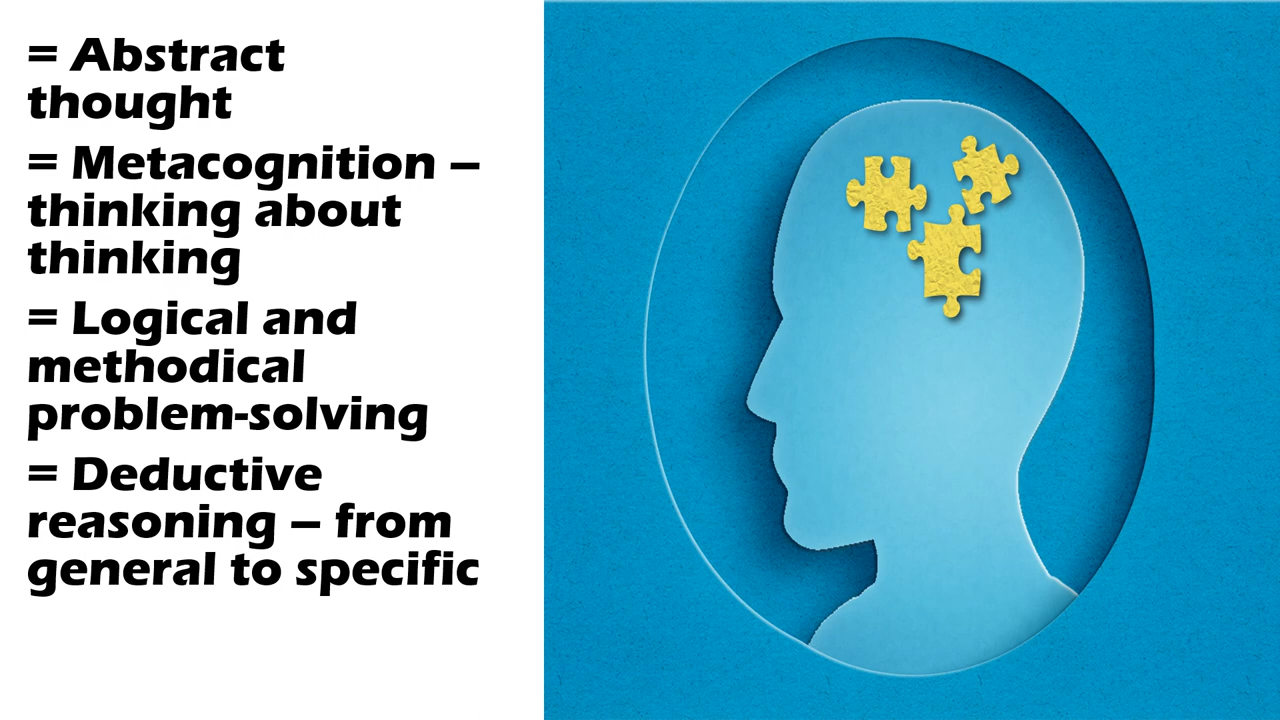 = Abstract
thought
= Metacognition –
thinking about
thinking
= Logical and
methodical
problem-solving
= Deductive
reasoning – from
general to specific